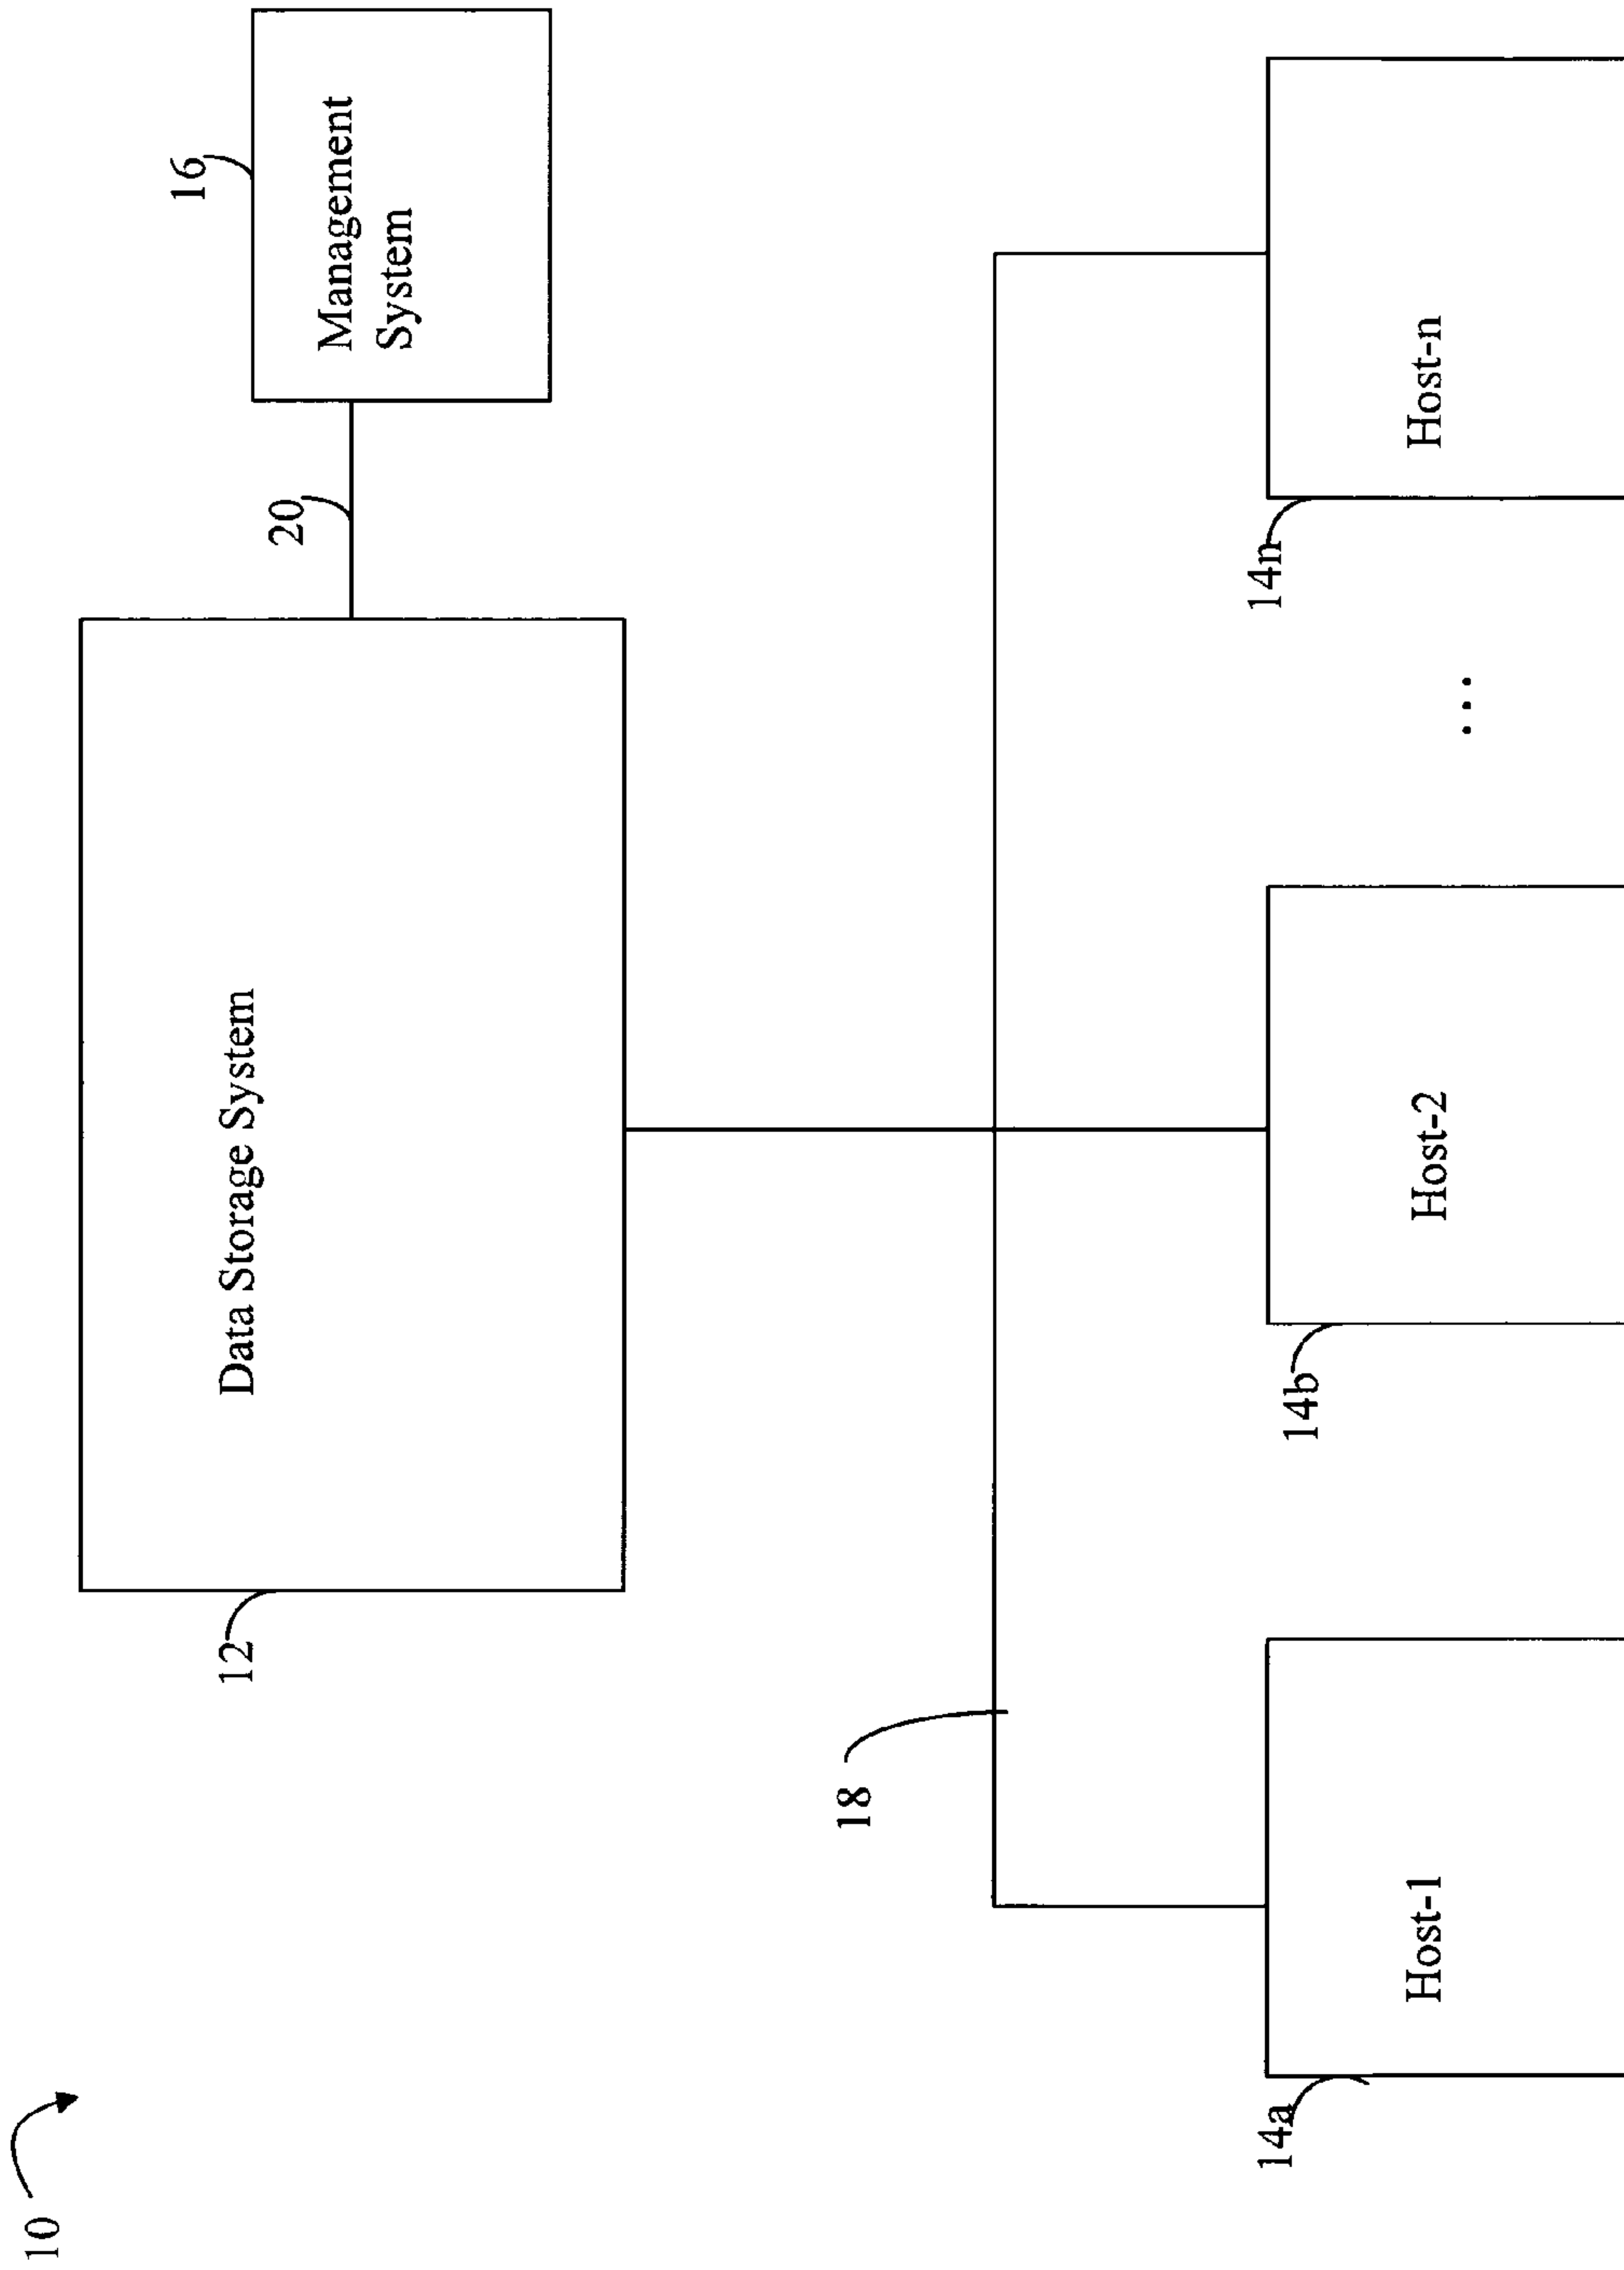 10
12
Data Storage System
20
16
Management
System
18
14a
Host-1
14b
Host-2
...
14n
Host-n